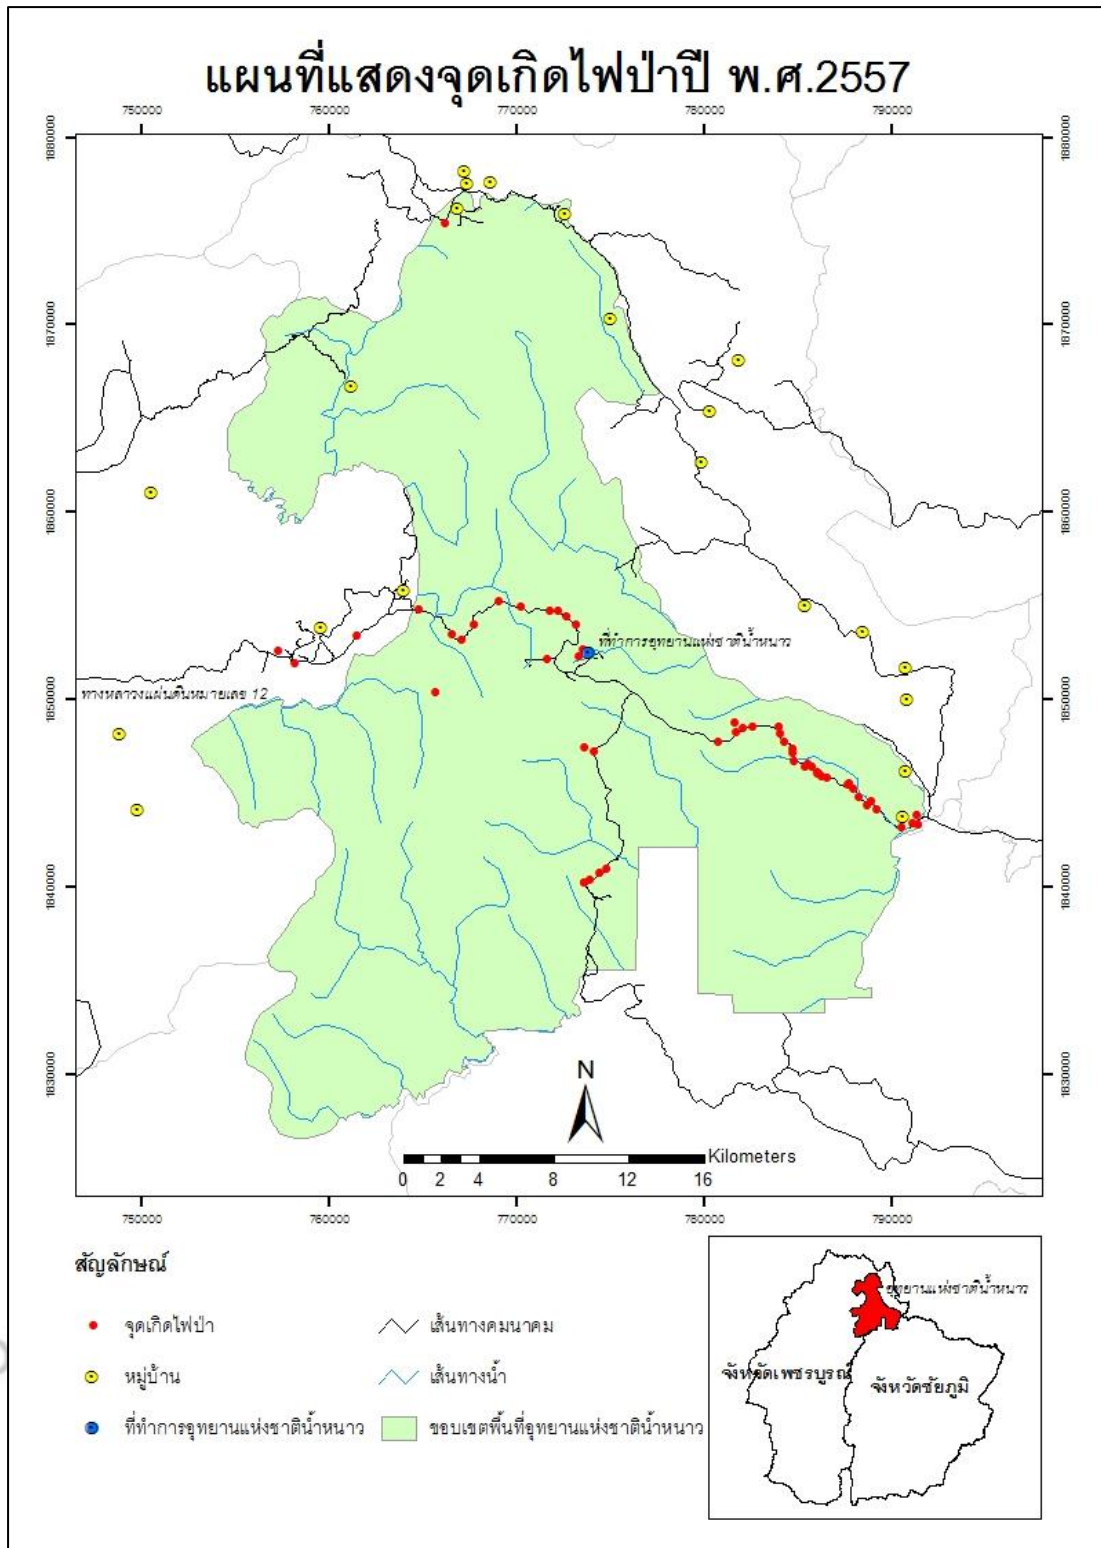 แผนที่แสดงจุดเกิดไฟป่าปี พ.ศ.2557
750000 760000 770000 780000 790000
1880000 1880000
1870000 1870000
1860000 1860000
ที่ทำการอุทยานแห่งชาติน้ำหนาว
ทางหลวงแผ่นดินหมายเลข 12
1850000 1850000
1840000 1840000
1830000 1830000
N
Kilometers
0 2 4 8 12 16
750000 760000 770000 780000 790000
สัญลักษณ์
จุดเกิดไฟป่า
เส้นทางคมนาคม
หมู่บ้าน
เส้นทางน้ำ
ที่ทำการอุทยานแห่งชาติน้ำหนาว
ขอบเขตพื้นที่อุทยานแห่งชาติน้ำหนาว
อุทยานแห่งชาติน้ำหนาว
จังหวัดเพชรบูรณ์
จังหวัดชัยภูมิ